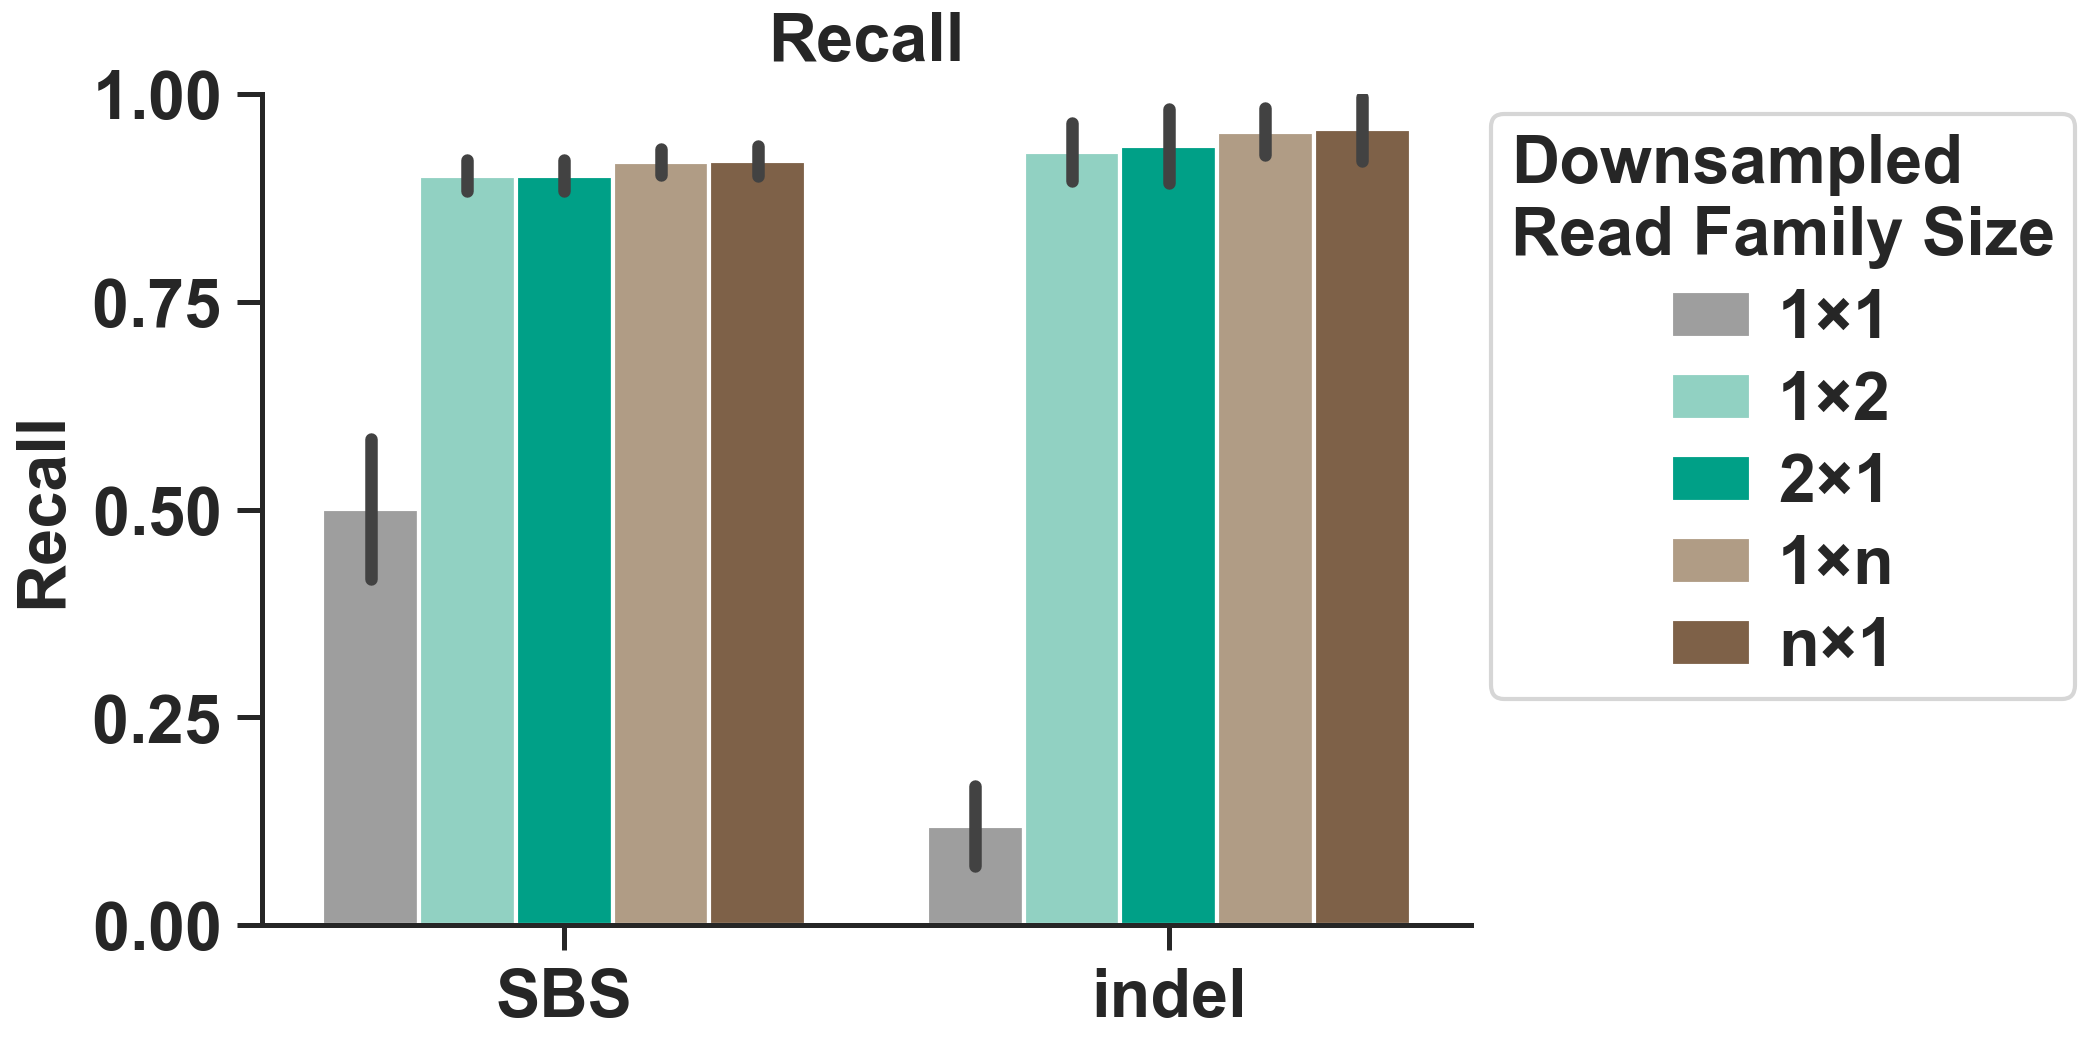 Recall
1.00
0.75
0.50
0.25
0.00
Recall
SBS
indel
Downsampled
Read Family Size
1×1
1×2
2×1
1×n
n×1